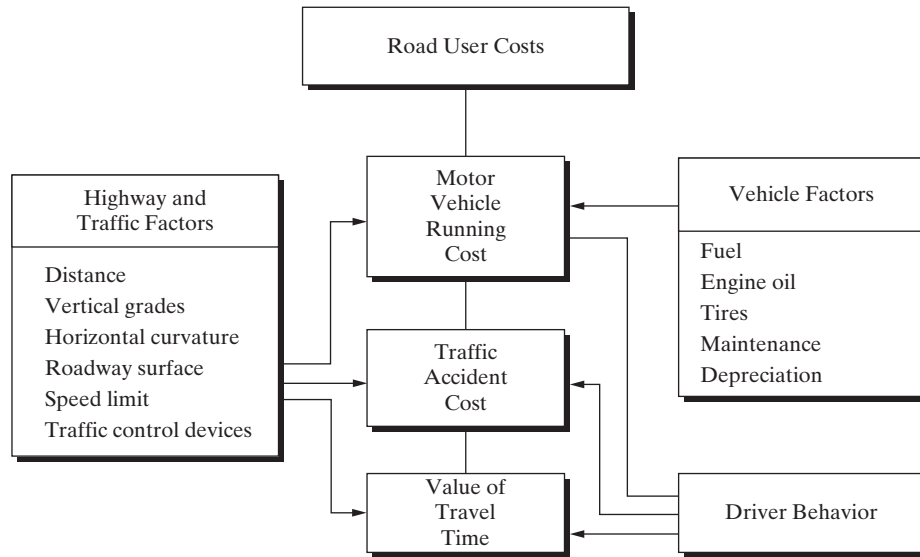 Road User Costs
Motor
Vehicle
Running
Cost
Highway and
Traffic Factors
Distance
Vertical grades
Horizontal curvature
Roadway surface
Speed limit
Traffic control devices
Vehicle Factors
Fuel
Engine oil
Tires
Maintenance
Depreciation
Traffic
Accident
Cost
Value of
Travel
Time
Driver Behavior